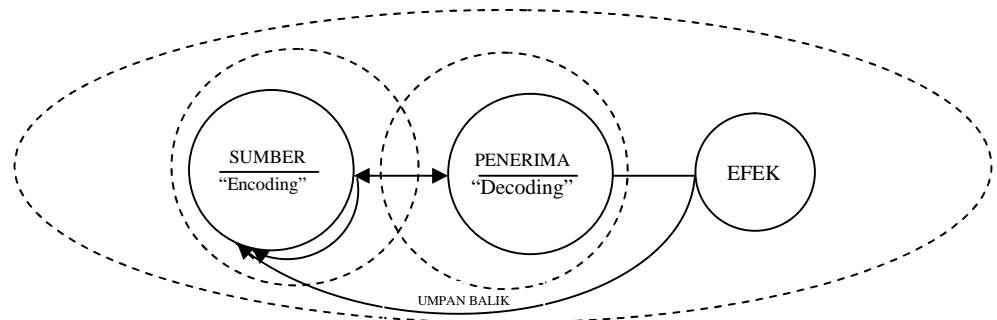 SUMBER
“Encoding”
PENERIMA
“Decoding”
EFEK
UMPAN BALIK